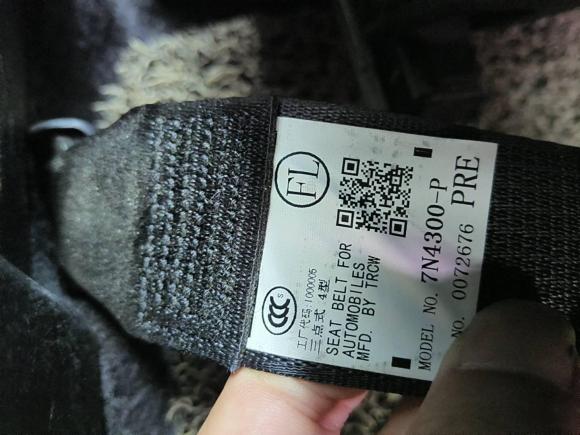 FL
S
工厂代码:1000006
三点式 4型
SEAT BELT FOR
AUTOMOBILES
MFD. BY TRCW
MODEL NO. 7N4300-P
NO. 0072676 PRE